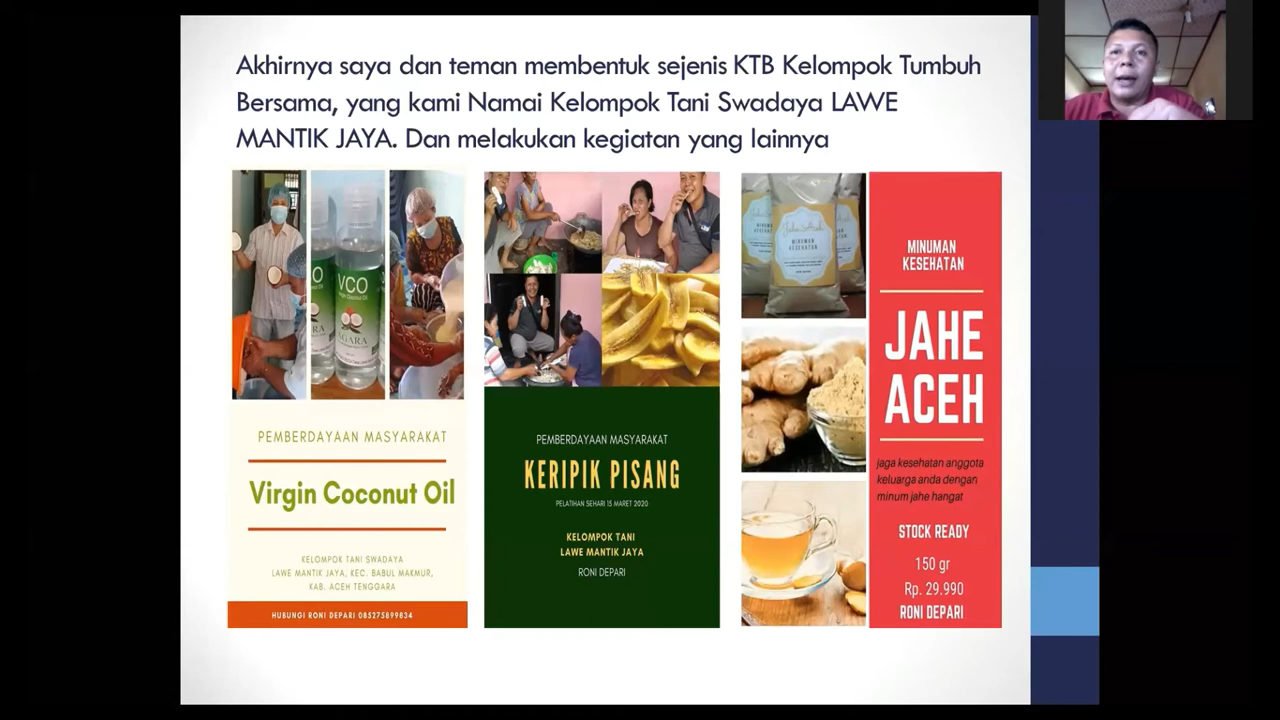 Akhirnya saya dan teman membentuk sejenis KTB Kelompok Tumbuh
Bersama, yang kami Namai Kelompok Tani Swadaya LAWE
MANTIK JAYA. Dan melakukan kegiatan yang lainnya
VCO
Virgin Coconut Oil
PEMBERDAYAAN MASYARAKAT
Virgin Coconut Oil
KELOMPOK TANI SWADAYA
LAWE MANTIK JAYA, KEC. BABUL MAKMUR,
KAB. ACEH TENGGARA
HUBUNGI RONI DEPARI 085275899834
PEMBERDAYAAN MASYARAKAT
KERIPIK PISANG
PELATIHAN SEHARI 15 MARET 2020
KELOMPOK TANI
LAWE MANTIK JAYA
RONI DEPARI
MINUMAN
KESEHATAN
MINUMAN
KESEHATAN
JAHE
ACEH
jaga kesehatan anggota
keluarga anda dengan
minum jahe hangat
STOCK READY
150 gr
Rp. 29.990
RONI DEPARI